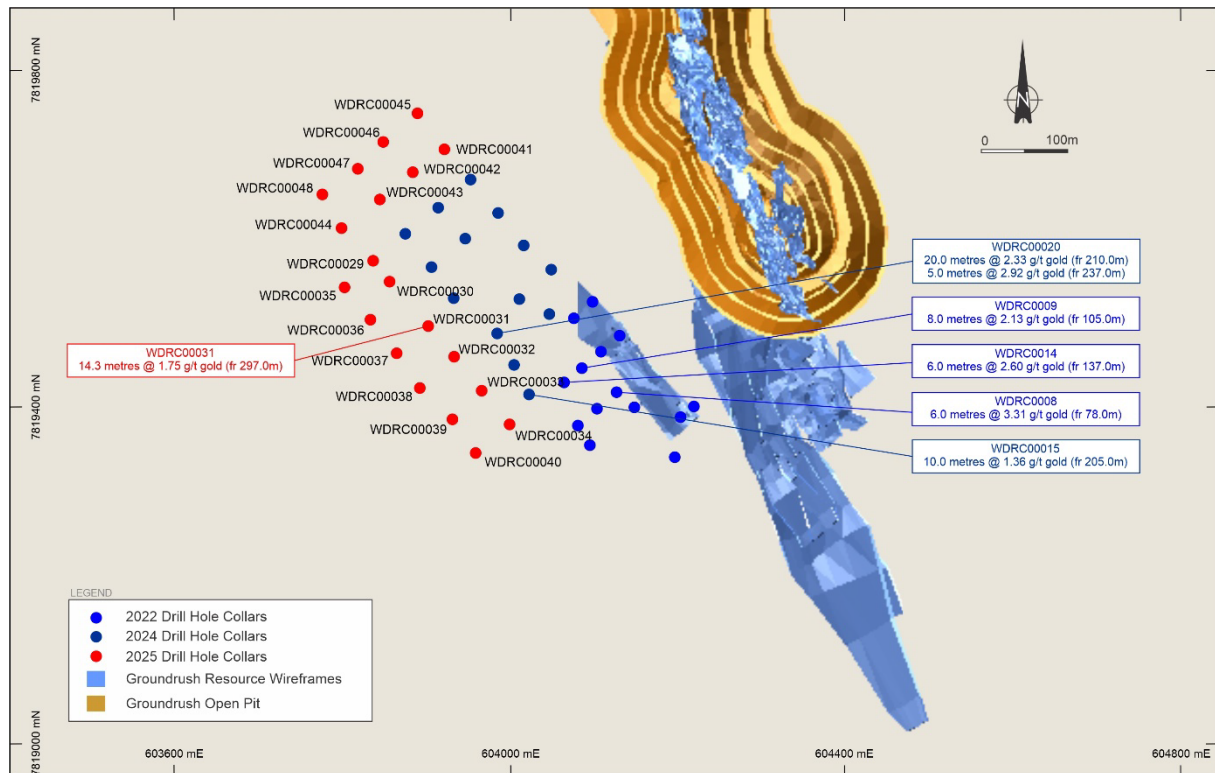 7819800 mN
7819400 mN
7819000 mN
WDRC00045
WDRC00046
WDRC00041
WDRC00047
WDRC00042
WDRC00048
WDRC00043
WDRC00044
WDRC00029
WDRC00030
WDRC00035
WDRC00031
WDRC00036
WDRC00032
WDRC00037
WDRC00033
WDRC00038
WDRC00039
WDRC00034
WDRC00040
N
0 100m
WDRC00020
20.0 metres @ 2.33 g/t gold (fr 210.0m)
5.0 metres @ 2.92 g/t gold (fr 237.0m)
WDRC0009
8.0 metres @ 2.13 g/t gold (fr 105.0m)
WDRC0014
6.0 metres @ 2.60 g/t gold (fr 137.0m)
WDRC0008
6.0 metres @ 3.31 g/t gold (fr 78.0m)
WDRC00015
10.0 metres @ 1.36 g/t gold (fr 205.0m)
WDRC00031
14.3 metres @ 1.75 g/t gold (fr 297.0m)
LEGEND
2022 Drill Hole Collars
2024 Drill Hole Collars
2025 Drill Hole Collars
Groundrush Resource Wireframes
Groundrush Open Pit
603600 mE
604000 mE
604400 mE
604800 mE